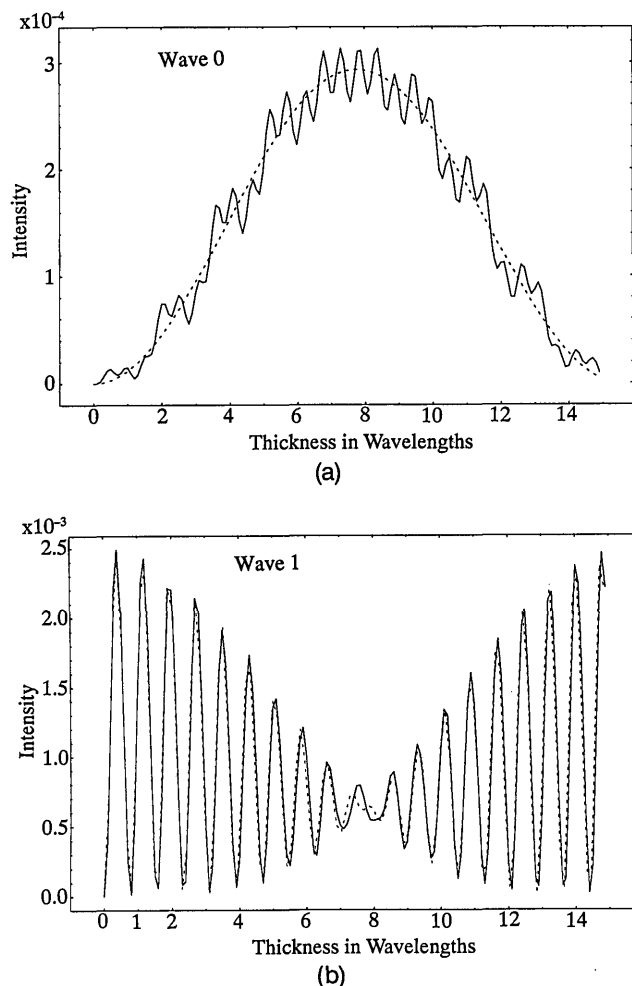 x10⁻⁴
Wave 0
3
2
1
0
Intensity
0 2 4 6 8 10 12 14
Thickness in Wavelengths
(a)
x10⁻³
2.5
Wave 1
2.0
1.5
1.0
0.5
0.0
Intensity
0 1 2 4 6 8 10 12 14
Thickness in Wavelengths
(b)